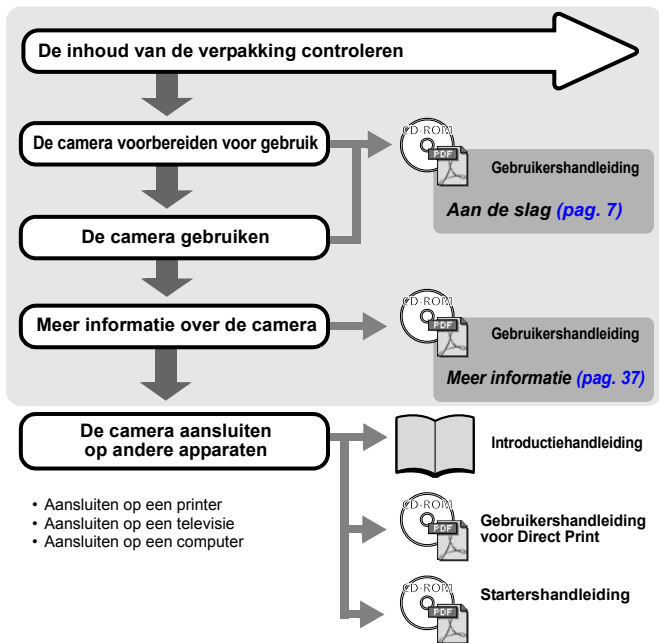 De inhoud van de verpakking controleren
De camera voorbereiden voor gebruik
CD-ROM
PDF
Gebruikershandleiding
Aan de slag (pag. 7)
De camera gebruiken
Meer informatie over de camera
CD-ROM
PDF
Gebruikershandleiding
Meer informatie (pag. 37)
De camera aansluiten
op andere apparaten
Introductiehandleiding
• Aansluiten op een printer
• Aansluiten op een televisie
• Aansluiten op een computer
CD-ROM
PDF
Gebruikershandleiding
voor Direct Print
CD-ROM
PDF
Startershandleiding